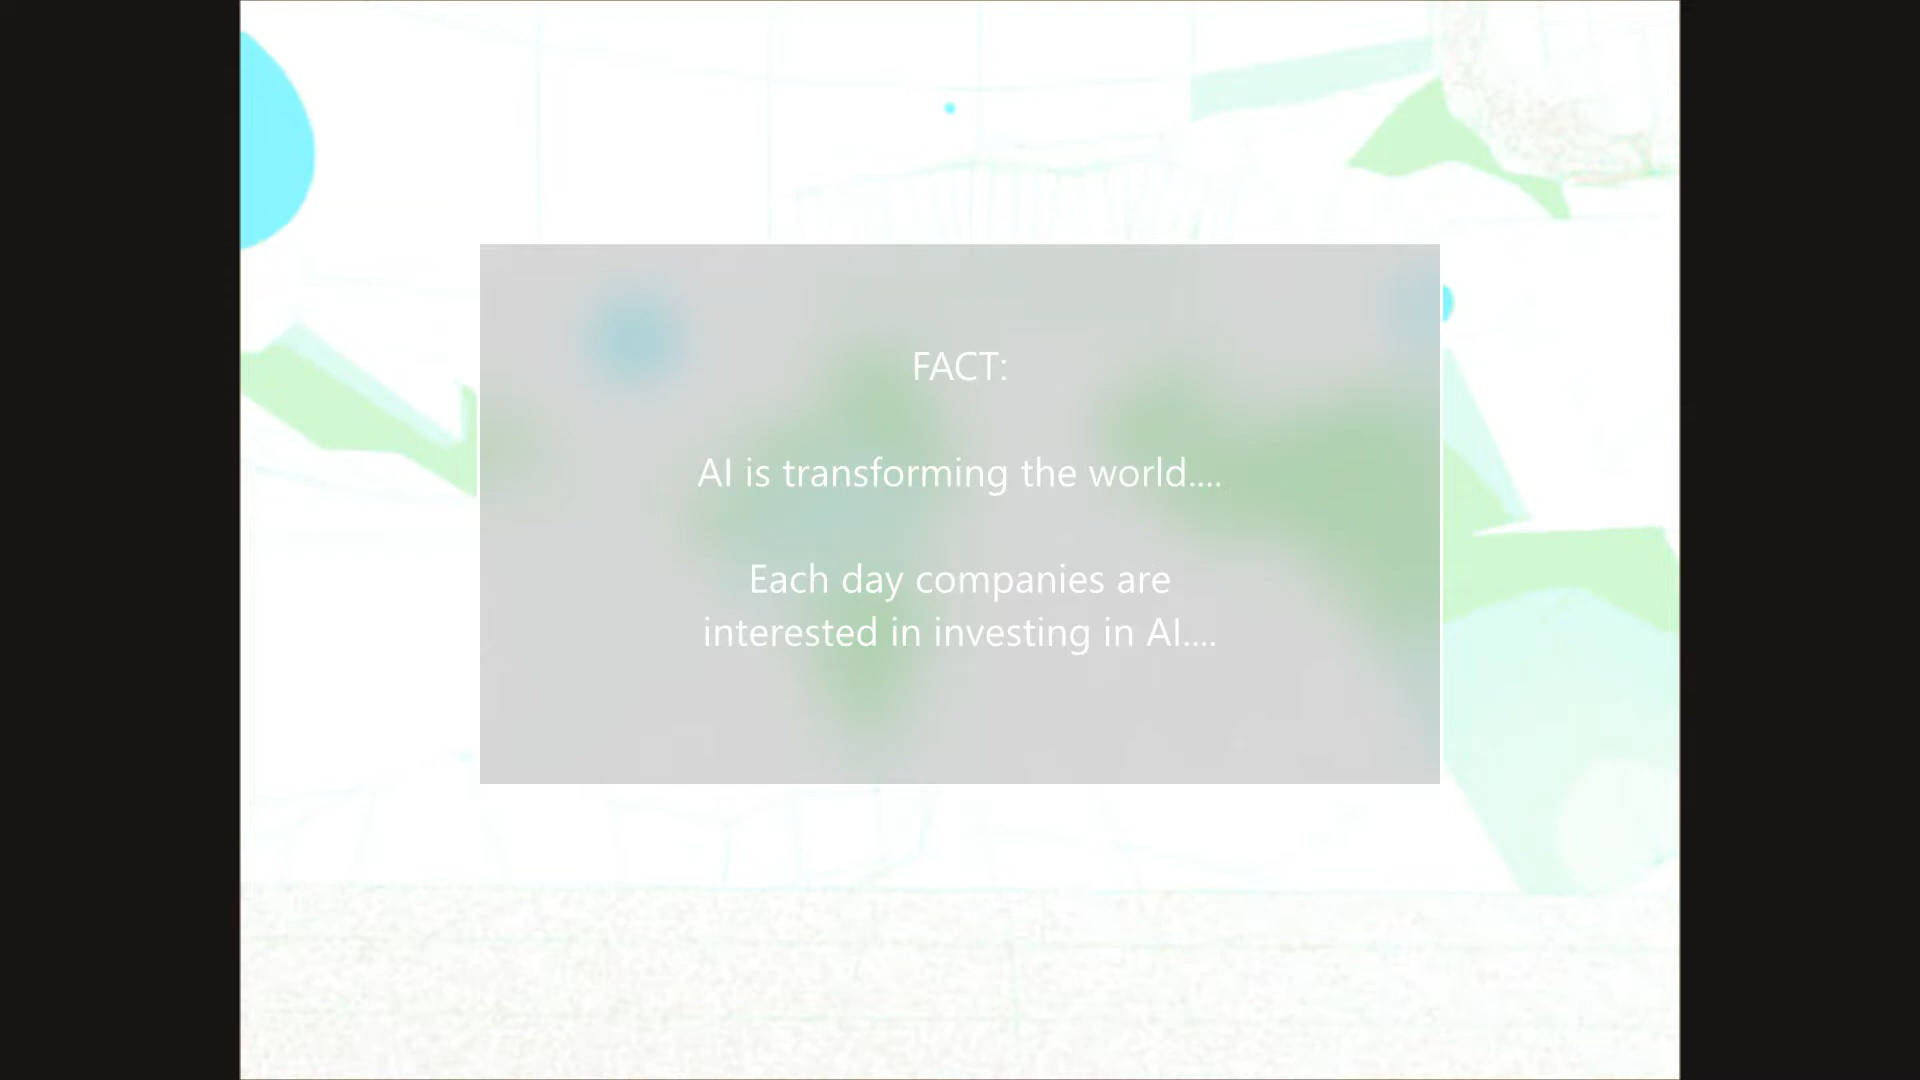 FACT:
AI is transforming the world....
Each day companies are
interested in investing in AI....